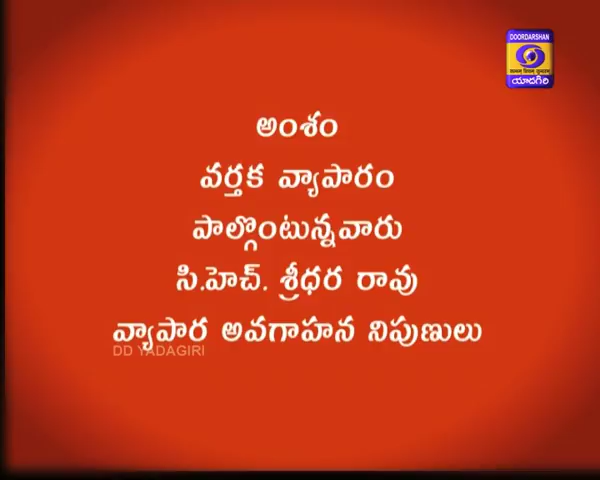 DOORDARSHAN
యాదగిరి
అంశం
వర్తక వ్యాపారం
పాల్గొంటున్నవారు
సి.హెచ్. శ్రీధర రావు
వ్యాపార అవగాహన నిపుణులు
DD YADAGIRI